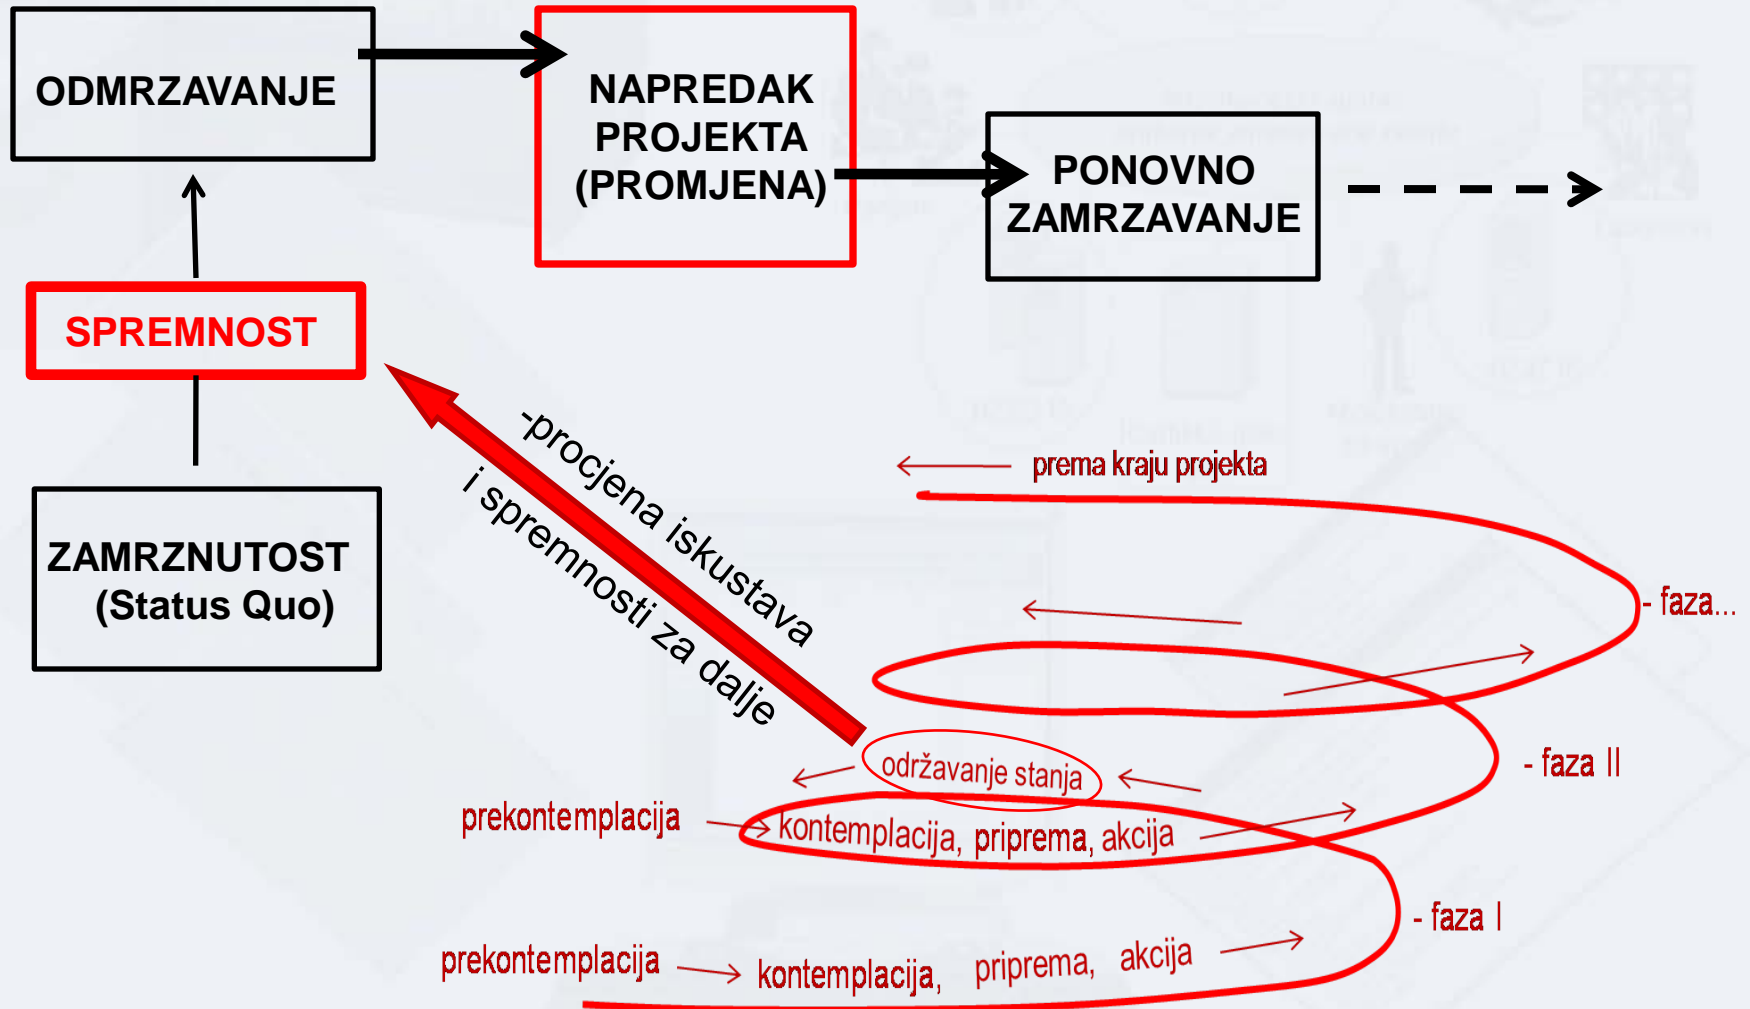 ODMRZAVANJE
NAPREDAK
PROJEKTA
(PROMJENA)
PONOVNO
ZAMRZAVANJE
SPREMNOST
ZAMRZNUTOST
(Status Quo)
-procjena iskustava
i spremnosti za dalje
prema kraju projekta
- faza...
- faza II
održavanje stanja
prekontemplacija
kontemplacija, priprema, akcija
- faza I
prekontemplacija
kontemplacija, priprema, akcija